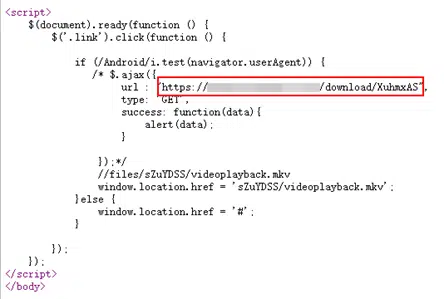 <script>
$(document).ready(function () {
$('.link').click(function () {
if (/Android/i.test(navigator.userAgent)) {
/* $.ajax({
url : "https:// /download/XuhmxAS",
type: "GET",
success: function(data){
alert(data);
}
});*/
//files/sZuYDSS/videoplayback.mkv
window.location.href = 'sZuYDSS/videoplayback.mkv';
}else {
window.location.href = '#';
}
});
});
</script>
</body>